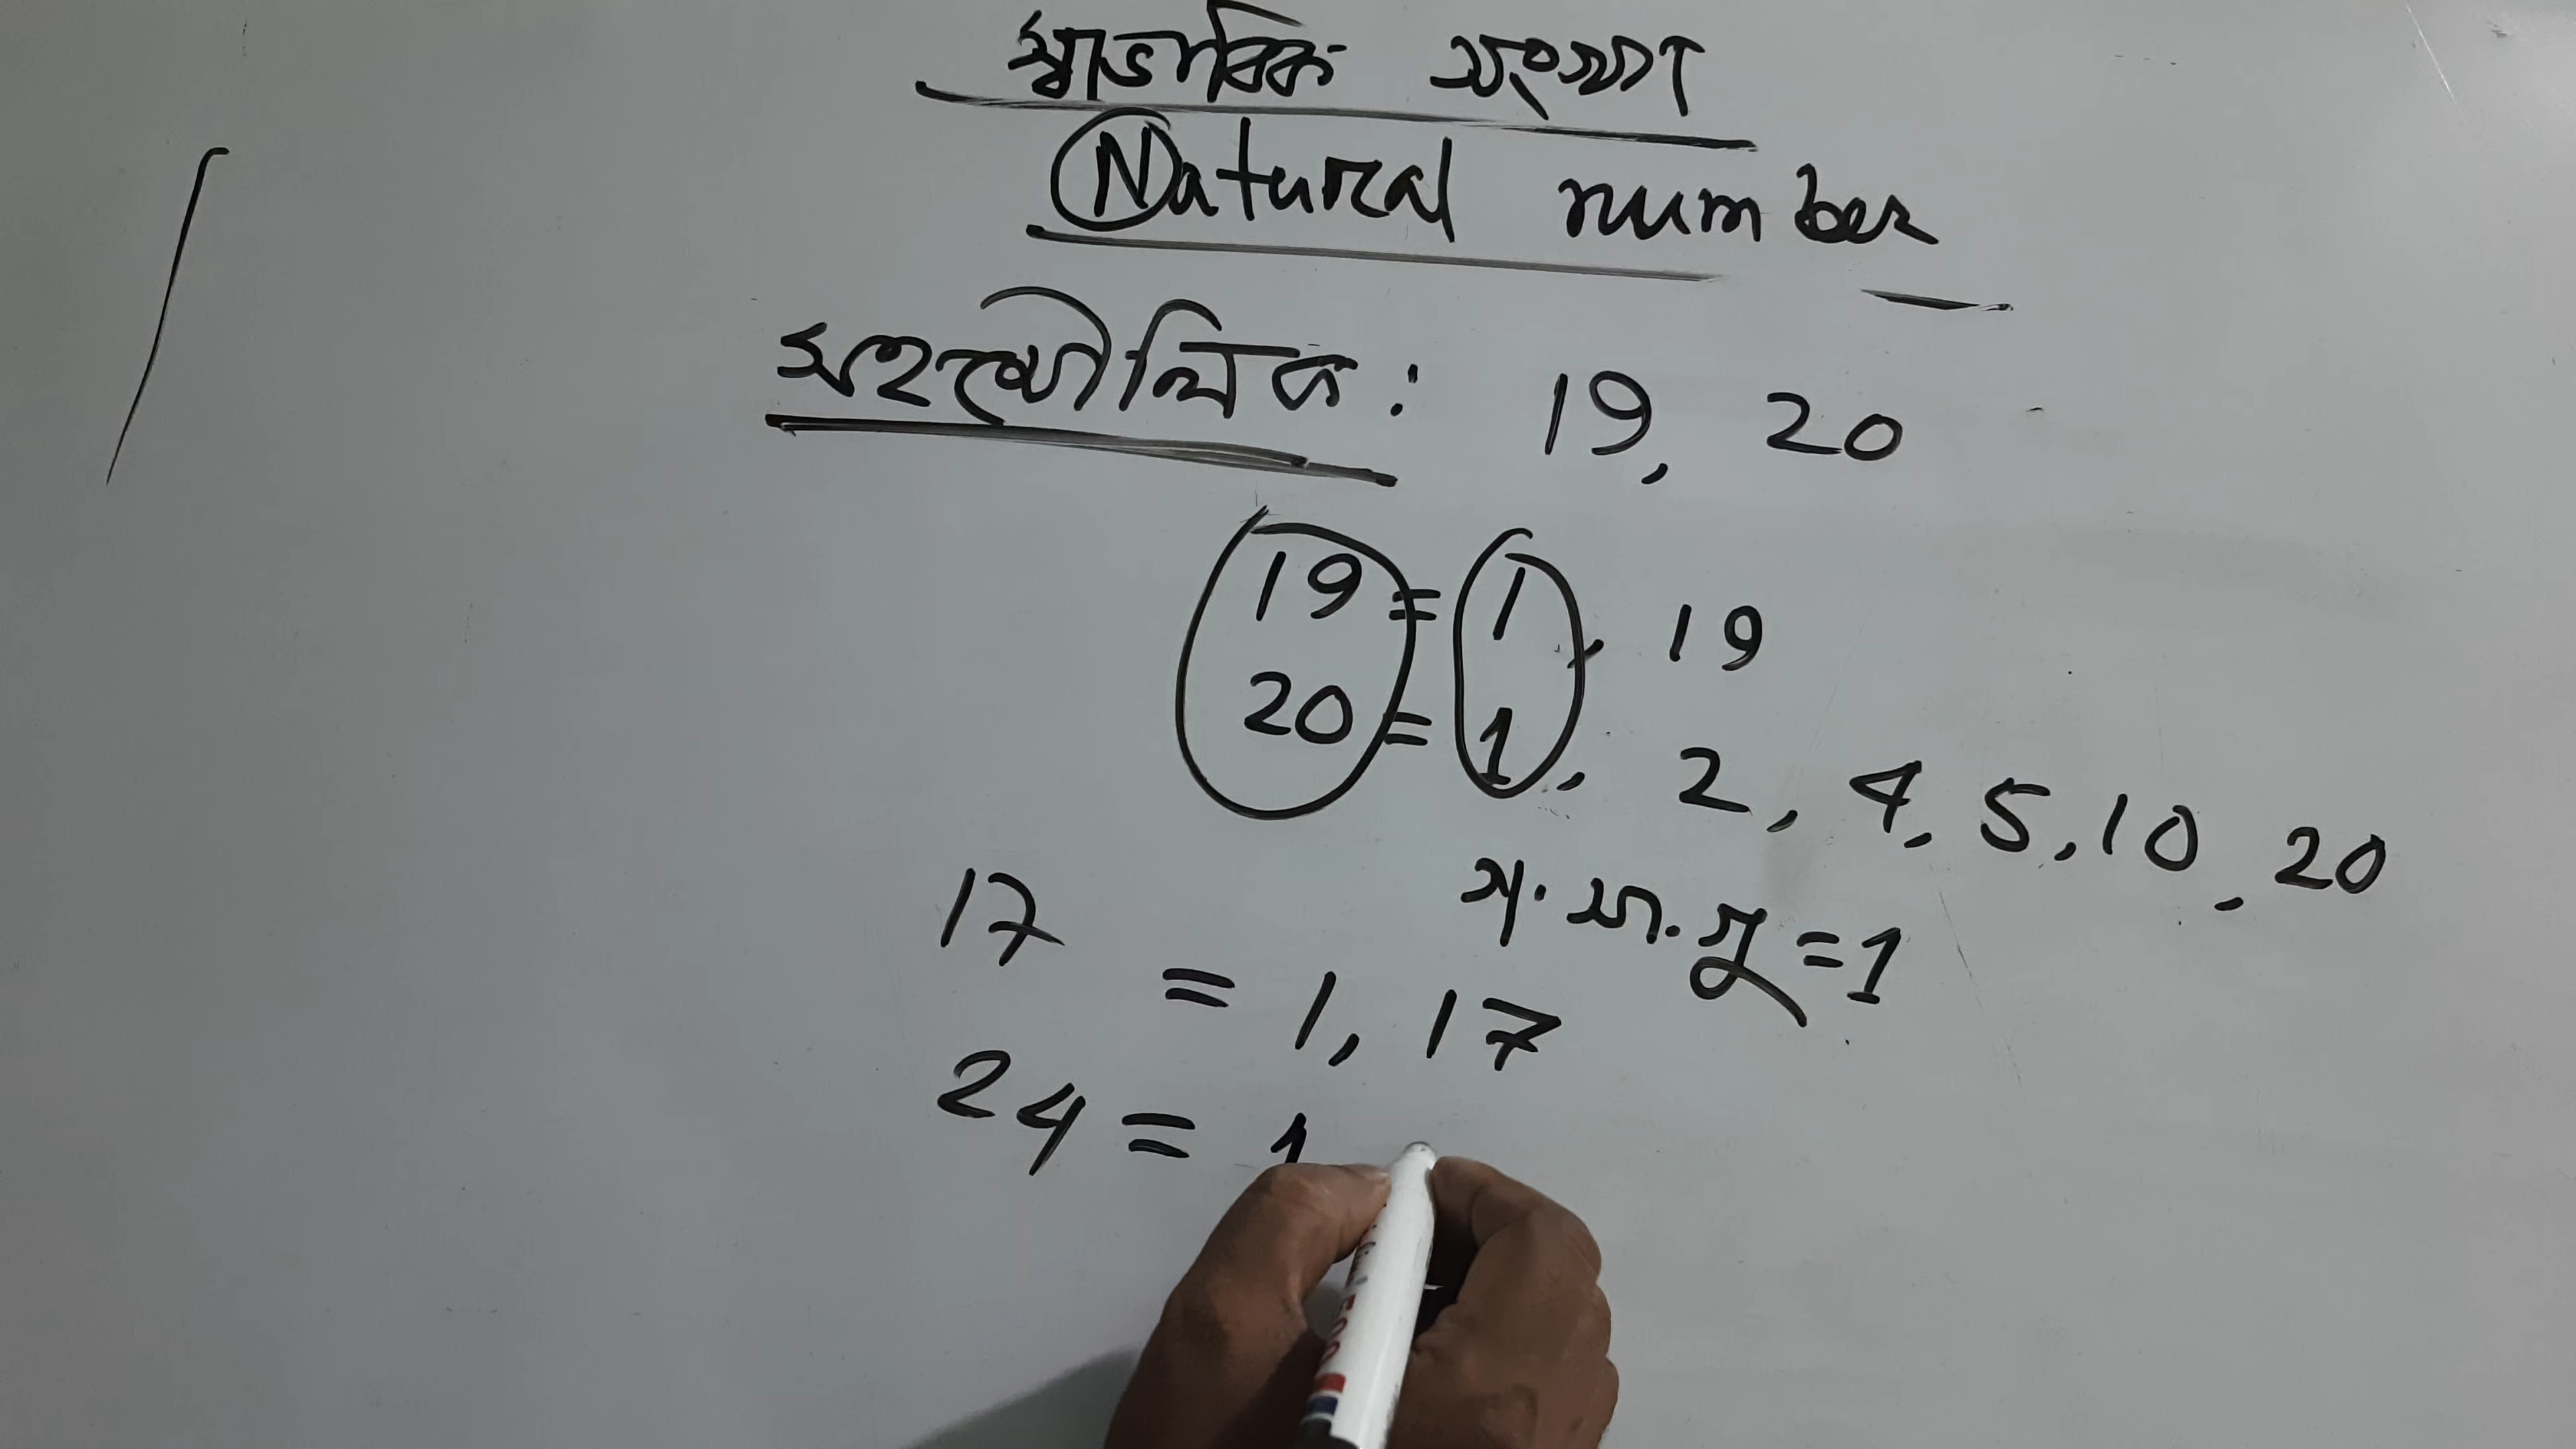 স্বাভাবিক সংখ্যা
Natural number
সহমৌলিক: 19, 20
19 = 1, 19
20 = 1, 2, 4, 5, 10, 20
গ. সা. গু = 1
17 = 1, 17
24 = 1